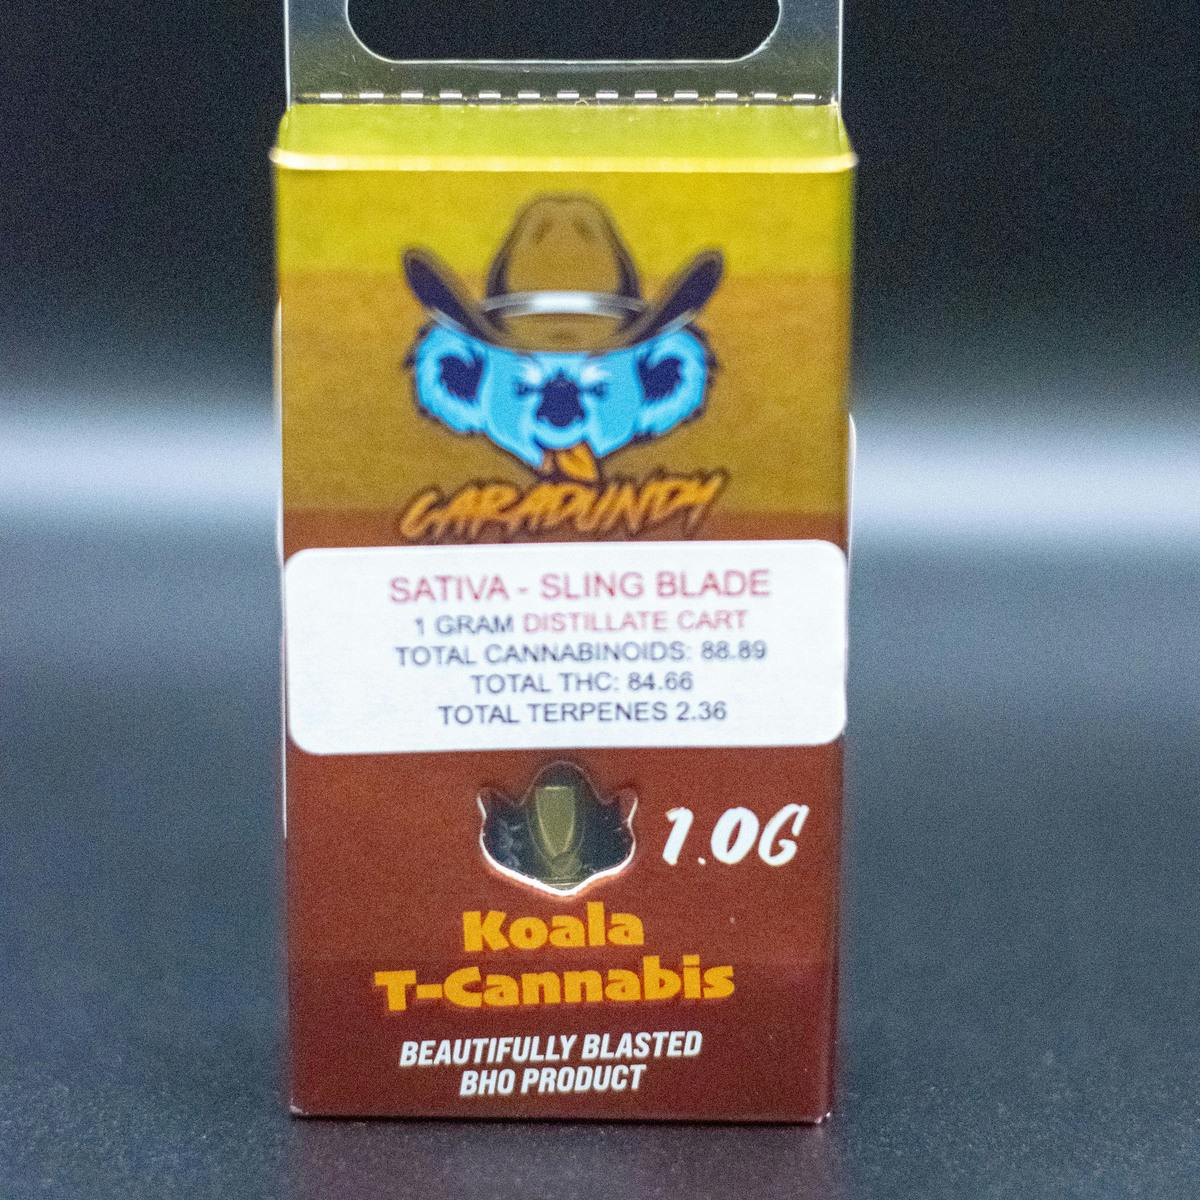 CARADUNDY
SATIVA - SLING BLADE
1 GRAM DISTILLATE CART
TOTAL CANNABINOIDS: 88.89
TOTAL THC: 84.66
TOTAL TERPENES 2.36
1.0G
Koala
T-Cannabis
BEAUTIFULLY BLASTED
BHO PRODUCT